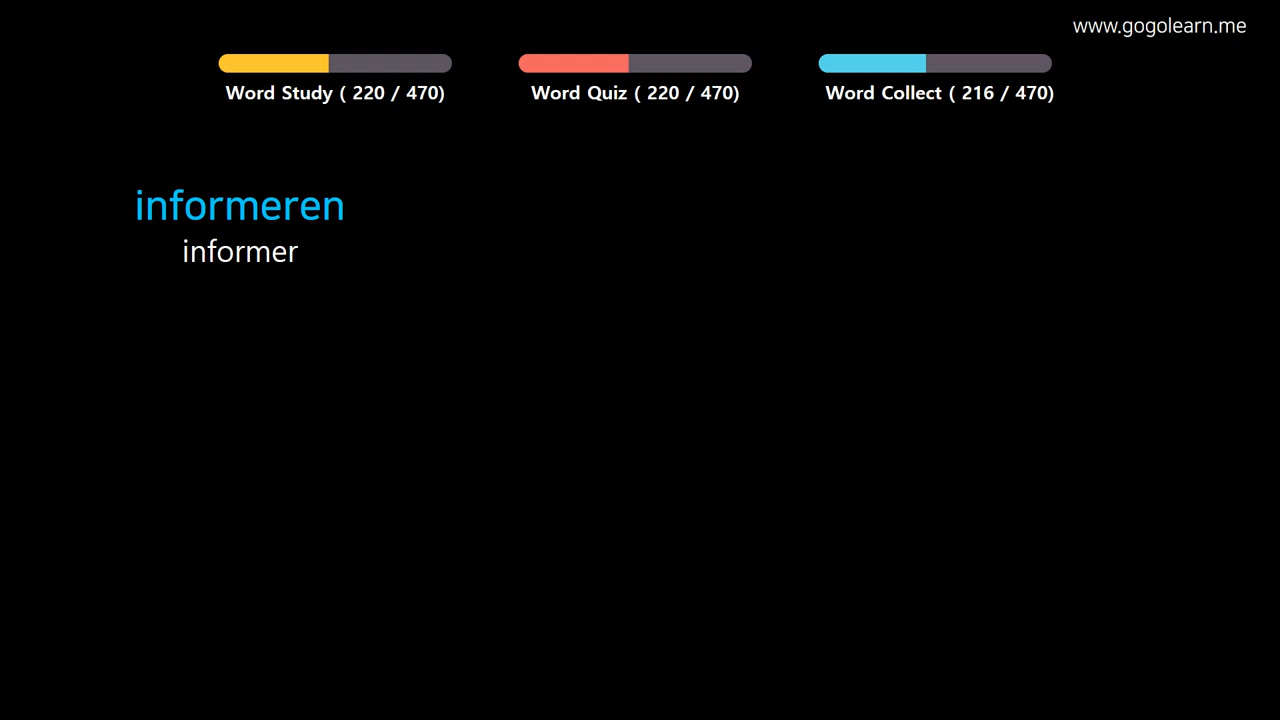 www.gogolearn.me
Word Study ( 220 / 470)
Word Quiz ( 220 / 470)
Word Collect ( 216 / 470)
informeren
informer